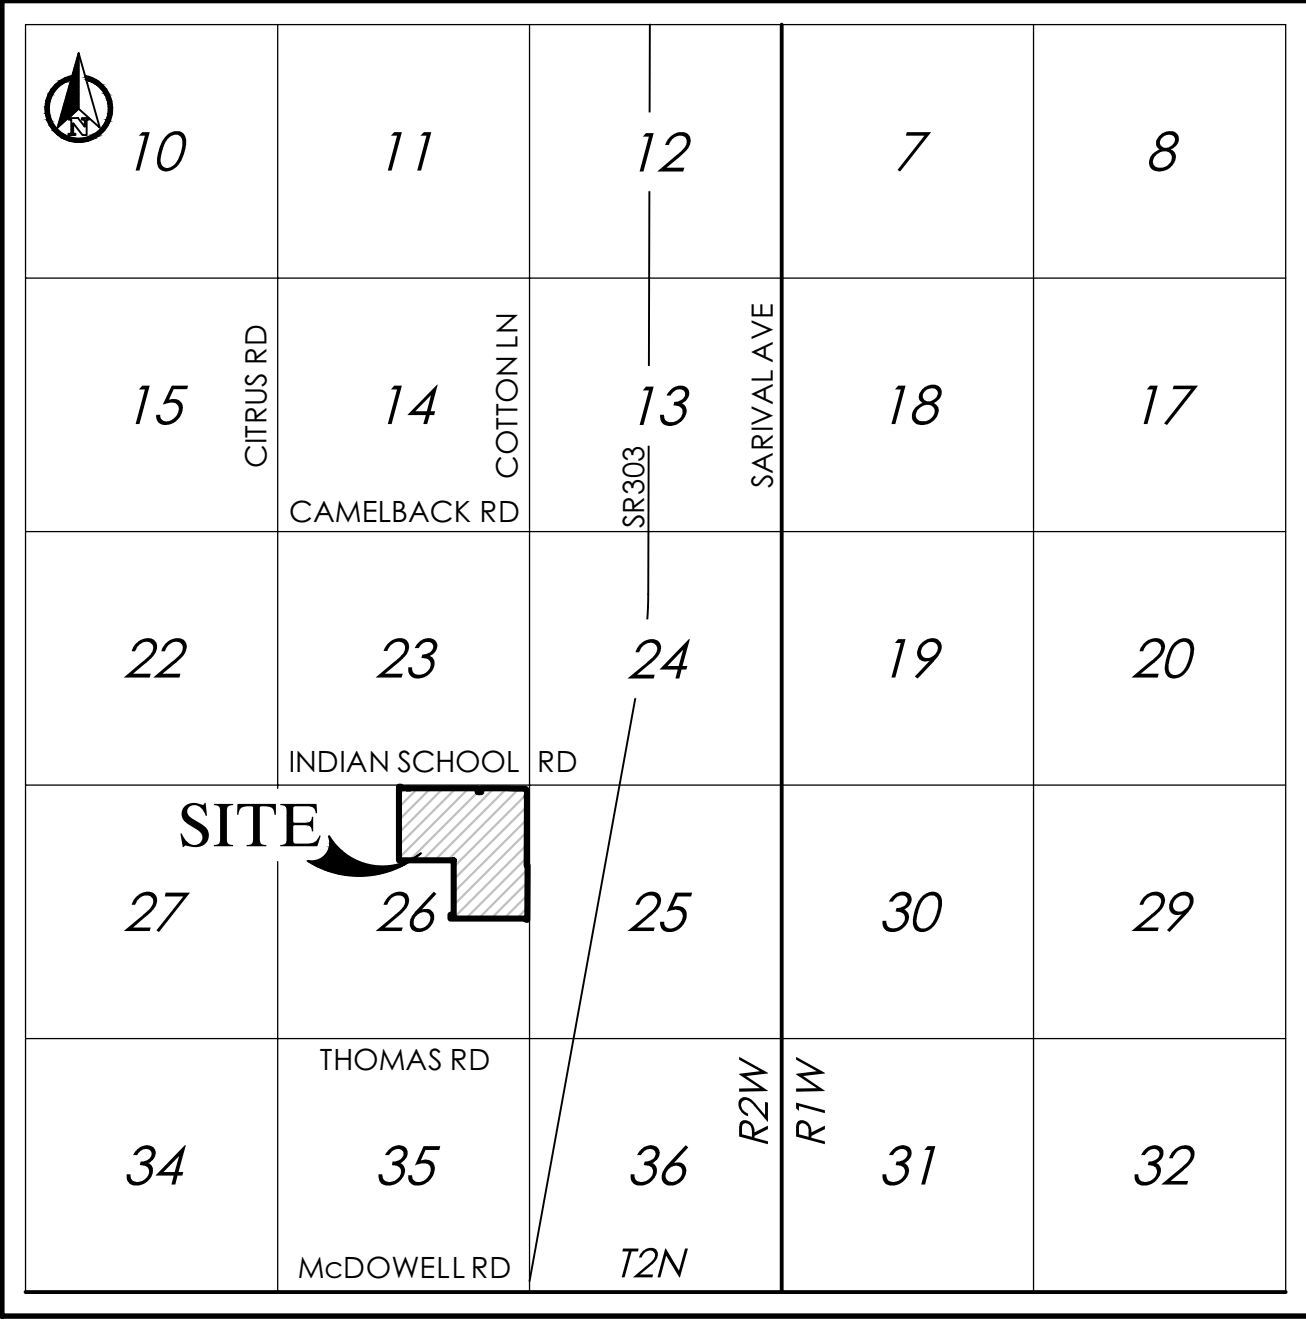 N
10
11
12
7
8
CITRUS RD
COTTON LN
SARIVAL AVE
15
14
13
18
17
SR303
CAMELBACK RD
22
23
24
19
20
INDIAN SCHOOL RD
SITE
27
26
25
30
29
THOMAS RD
R2W
R1W
34
35
36
31
32
McDOWELL RD
T2N